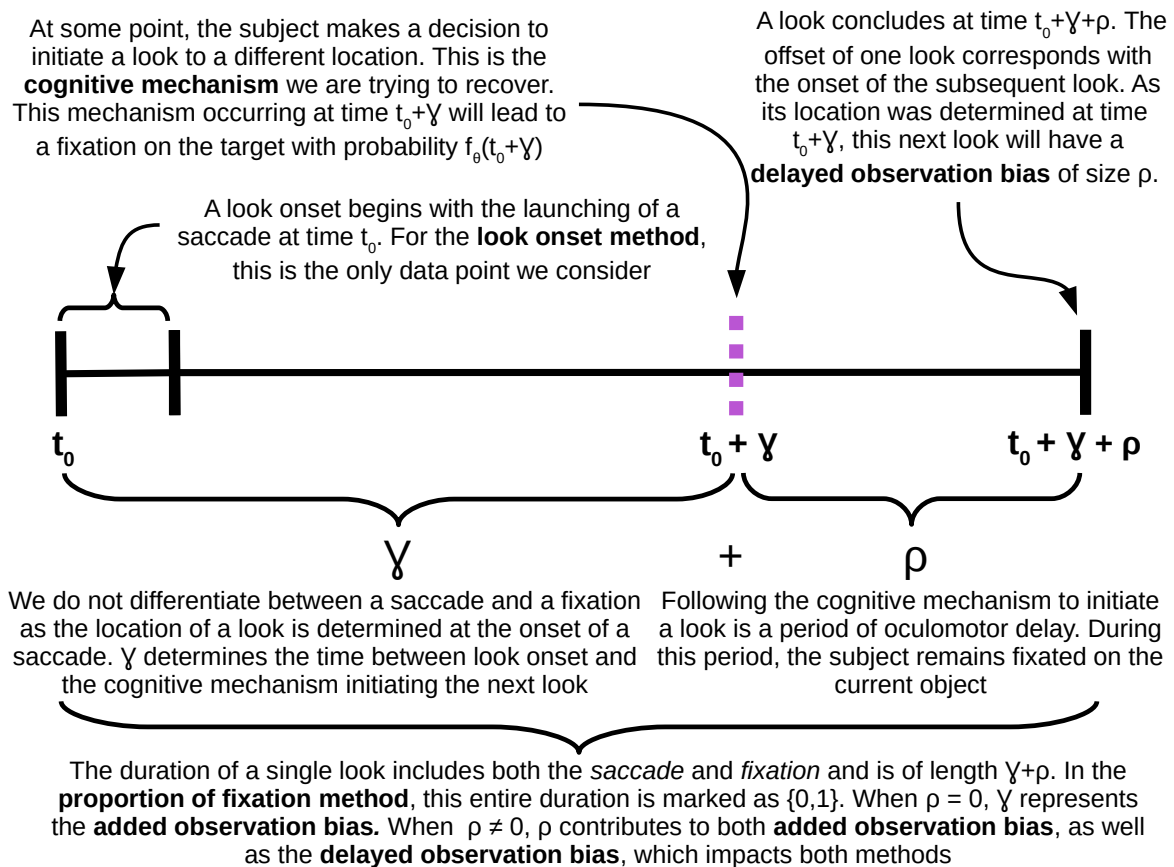 At some point, the subject makes a decision to
initiate a look to a different location. This is the
cognitive mechanism we are trying to recover.
This mechanism occurring at time t₀+Ɣ will lead to
a fixation on the target with probability fθ(t₀+Ɣ)
A look concludes at time t₀+Ɣ+ρ. The
offset of one look corresponds with
the onset of the subsequent look. As
its location was determined at time
t₀+Ɣ, this next look will have a
delayed observation bias of size ρ.
A look onset begins with the launching of a
saccade at time t₀. For the look onset method,
this is the only data point we consider
t₀
t₀ + Ɣ
t₀ + Ɣ + ρ
Ɣ
+
ρ
We do not differentiate between a saccade and a fixation
as the location of a look is determined at the onset of a
saccade. Ɣ determines the time between look onset and
the cognitive mechanism initiating the next look
Following the cognitive mechanism to initiate
a look is a period of oculomotor delay. During
this period, the subject remains fixated on the
current object
The duration of a single look includes both the saccade and fixation and is of length Ɣ+ρ. In the
proportion of fixation method, this entire duration is marked as {0,1}. When ρ = 0, Ɣ represents
the added observation bias. When ρ ≠ 0, ρ contributes to both added observation bias, as well
as the delayed observation bias, which impacts both methods